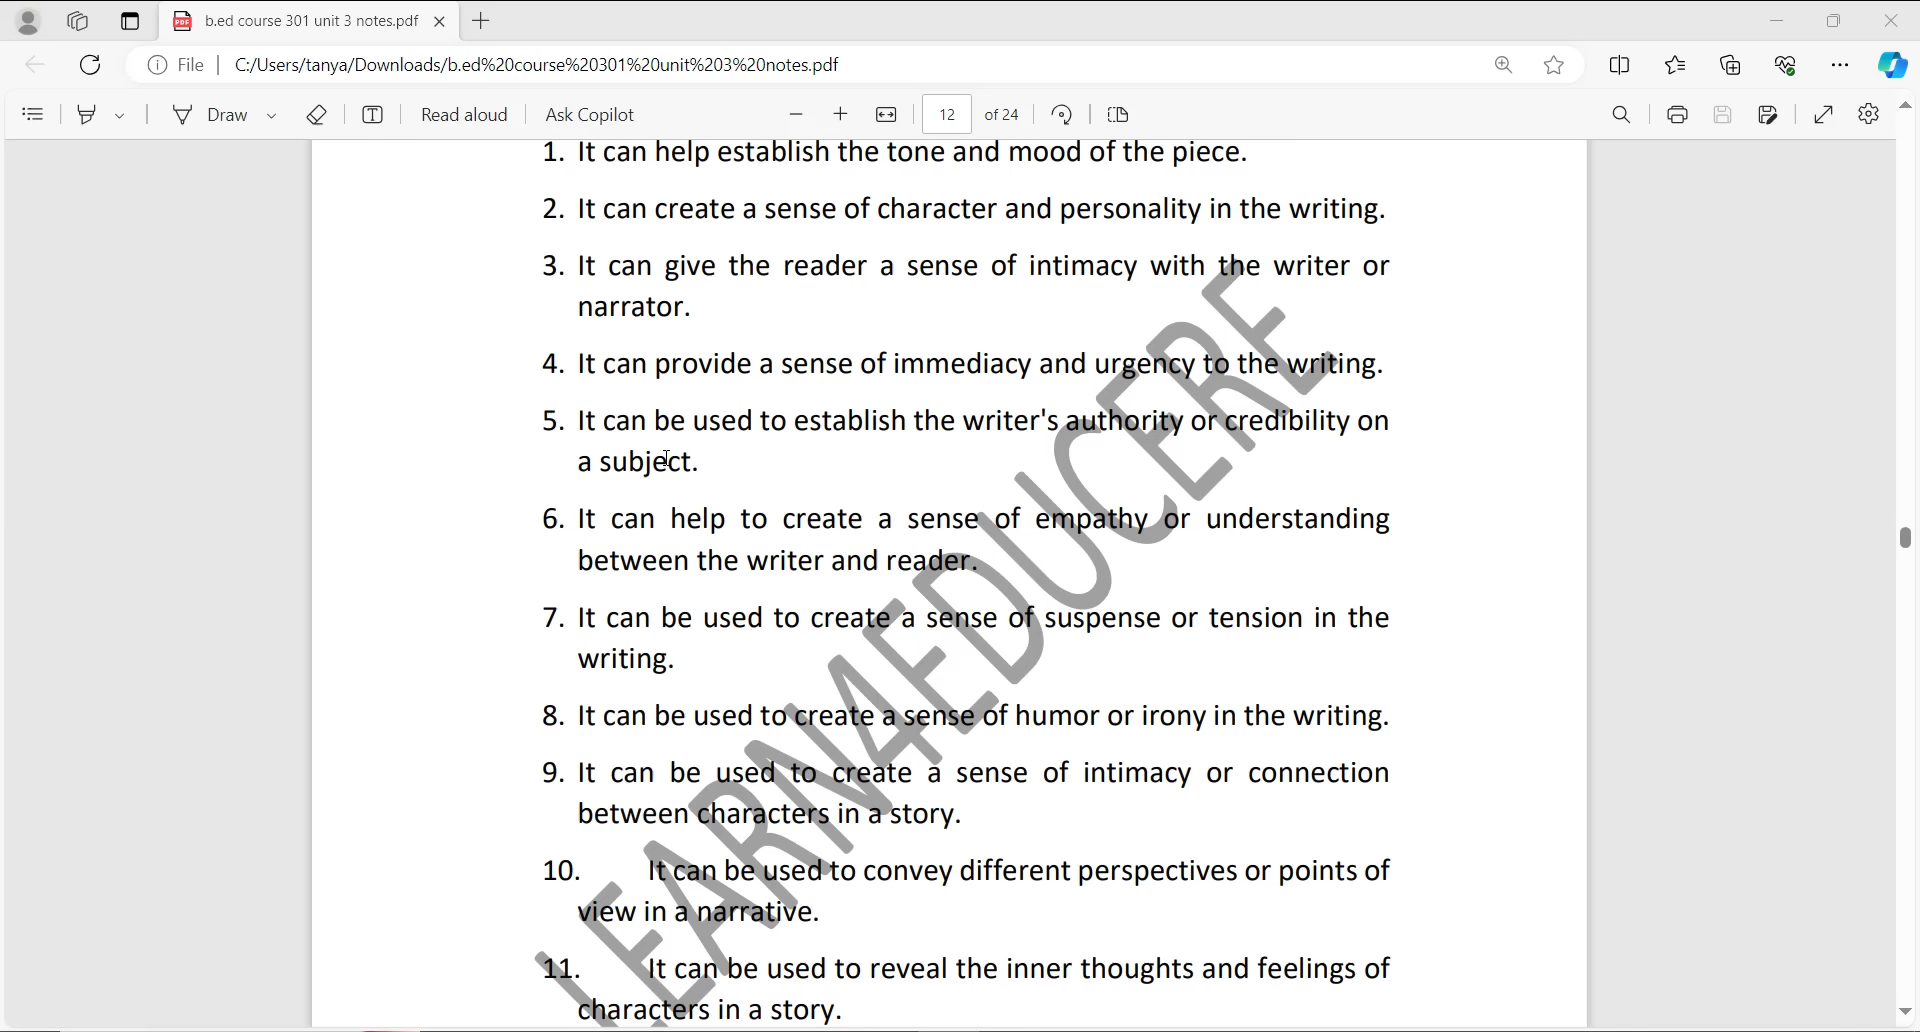 b.ed course 301 unit 3 notes.pdf
File
C:/Users/tanya/Downloads/b.ed%20course%20301%20unit%203%20notes.pdf
Draw
Read aloud
Ask Copilot
12
of 24
1. It can help establish the tone and mood of the piece.
2. It can create a sense of character and personality in the writing.
3. It can give the reader a sense of intimacy with the writer or
narrator.
4. It can provide a sense of immediacy and urgency to the writing.
5. It can be used to establish the writer's authority or credibility on
a subject.
6. It can help to create a sense of empathy or understanding
between the writer and reader.
7. It can be used to create a sense of suspense or tension in the
writing.
8. It can be used to create a sense of humor or irony in the writing.
9. It can be used to create a sense of intimacy or connection
between characters in a story.
10. It can be used to convey different perspectives or points of
view in a narrative.
11. It can be used to reveal the inner thoughts and feelings of
characters in a story.
LEARN4EDUCERE